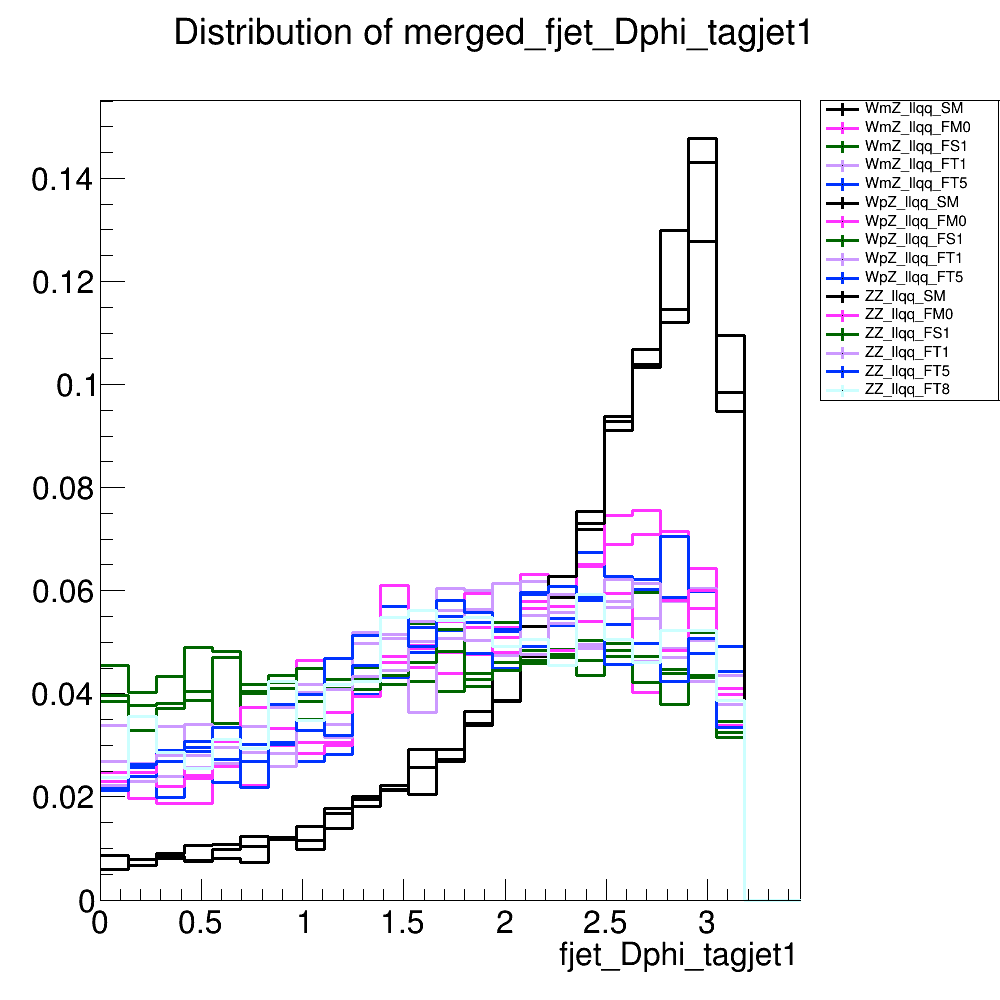 Distribution of merged_fjet_Dphi_tagjet1
WmZ_llqq_SM
WmZ_llqq_FM0
WmZ_llqq_FS1
WmZ_llqq_FT1
WmZ_llqq_FT5
WpZ_llqq_SM
WpZ_llqq_FM0
WpZ_llqq_FS1
WpZ_llqq_FT1
WpZ_llqq_FT5
ZZ_llqq_SM
ZZ_llqq_FM0
ZZ_llqq_FS1
ZZ_llqq_FT1
ZZ_llqq_FT5
ZZ_llqq_FT8
0.14
0.12
0.1
0.08
0.06
0.04
0.02
0
0 0.5 1 1.5 2 2.5 3
fjet_Dphi_tagjet1